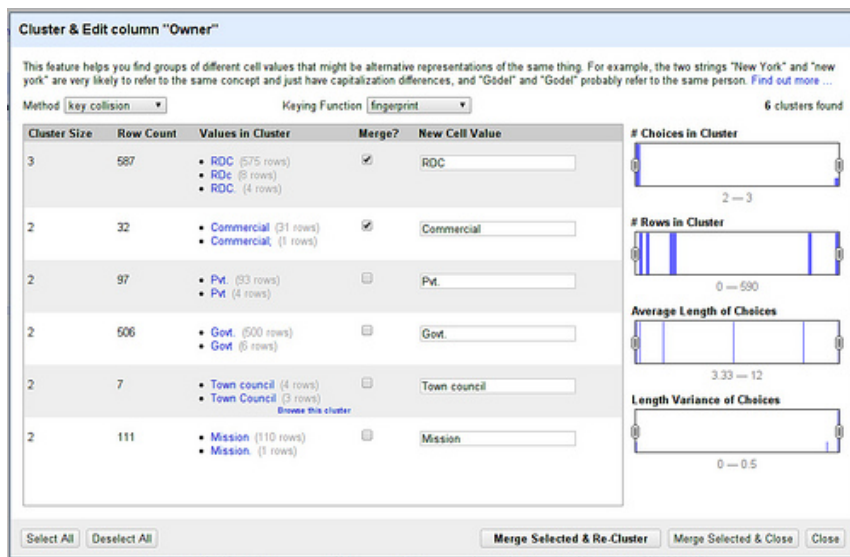 Cluster & Edit column "Owner"
This feature helps you find groups of different cell values that might be alternative representations of the same thing. For example, the two strings "New York" and "new
york" are very likely to refer to the same concept and just have capitalization differences, and "Gödel" and "Godel" probably refer to the same person. Find out more ...
Method key collision Keying Function fingerprint 6 clusters found
Cluster Size Row Count Values in Cluster Merge? New Cell Value
3 587 • RDC (575 rows) RDC
• RDc (8 rows)
• RDC. (4 rows)
2 32 • Commercial (31 rows) Commercial
• Commercial; (1 rows)
2 97 • Pvt. (93 rows) Pvt.
• Pvt (4 rows)
2 506 • Govt. (500 rows) Govt.
• Govt (6 rows)
2 7 • Town council (4 rows) Town council
• Town Council (3 rows)
Browse this cluster
2 111 • Mission (110 rows) Mission
• Mission. (1 rows)
# Choices in Cluster
2 — 3
# Rows in Cluster
0 — 590
Average Length of Choices
3.33 — 12
Length Variance of Choices
0 — 0.5
Select All Deselect All Merge Selected & Re-Cluster Merge Selected & Close Close